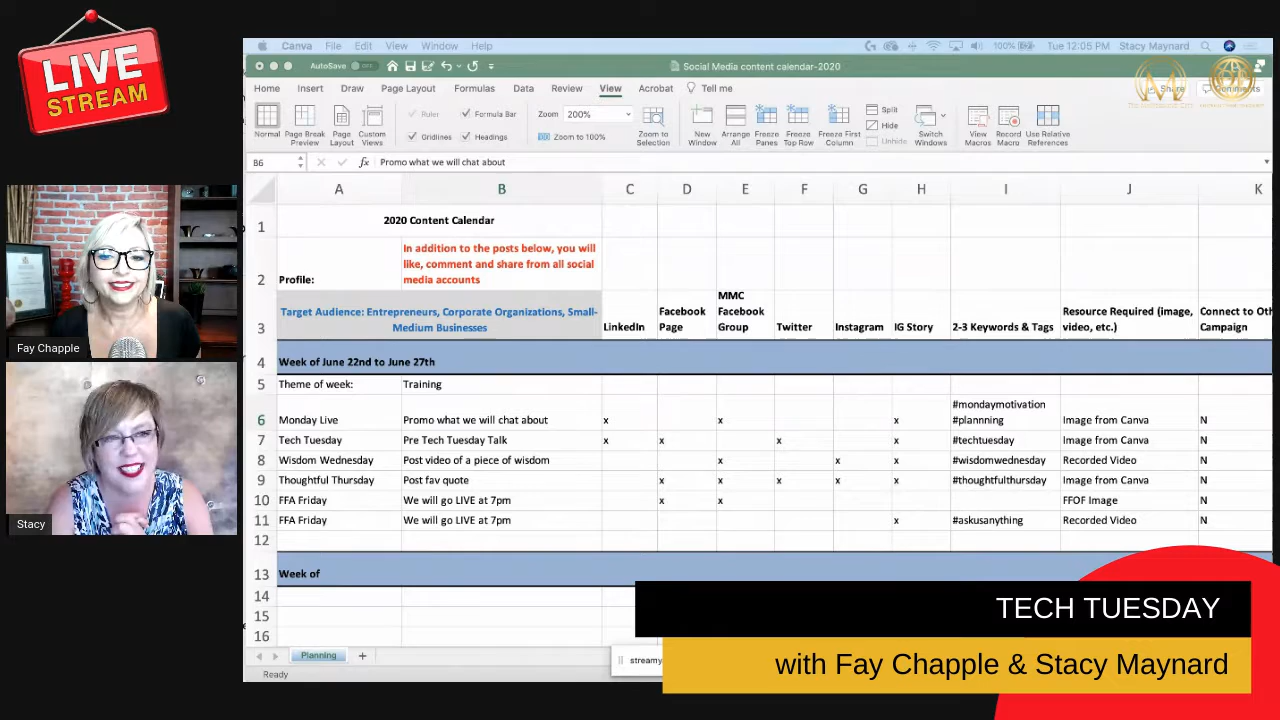 LIVE
STREAM
Canva File Edit View Window Help
100% Tue 12:05 PM Stacy Maynard
AutoSave OFF
Social Media content calendar-2020
Home Insert Draw Page Layout Formulas Data Review View Acrobat Tell me
Share Comments
Normal
Page Break Preview
Page Layout
Custom Views
Ruler
Formula Bar
Gridlines
Headings
Zoom 200%
Zoom to 100%
Zoom to Selection
New Window
Arrange All
Freeze Panes
Freeze Top Row
Freeze First Column
Split
Hide
Unhide
Switch Windows
View Macros
Record Macro
Use Relative References
B6 fx Promo what we will chat about
A B C D E F G H I J K
1 2020 Content Calendar
In addition to the posts below, you will
like, comment and share from all social
media accounts
2 Profile:
3 Target Audience: Entrepreneurs, Corporate Organizations, Small-
Medium Businesses
LinkedIn
Facebook Page
MMC Facebook Group
Twitter
Instagram
IG Story
2-3 Keywords & Tags
Resource Required (image, video, etc.)
Connect to Oth
Campaign
4 Week of June 22nd to June 27th
5 Theme of week: Training
#mondaymotivation
6 Monday Live Promo what we will chat about x x x #plannning Image from Canva N
7 Tech Tuesday Pre Tech Tuesday Talk x x x x #techtuesday Image from Canva N
8 Wisdom Wednesday Post video of a piece of wisdom x x x #wisdomwednesday Recorded Video N
9 Thoughtful Thursday Post fav quote x x x x x #thoughtfulthursday Image from Canva N
10 FFA Friday We will go LIVE at 7pm x x FFOF Image N
11 FFA Friday We will go LIVE at 7pm x #askusanything Recorded Video N
12
13 Week of
14
15
16
Planning +
Ready
streamy
Fay Chapple
Stacy
TECH TUESDAY
with Fay Chapple & Stacy Maynard